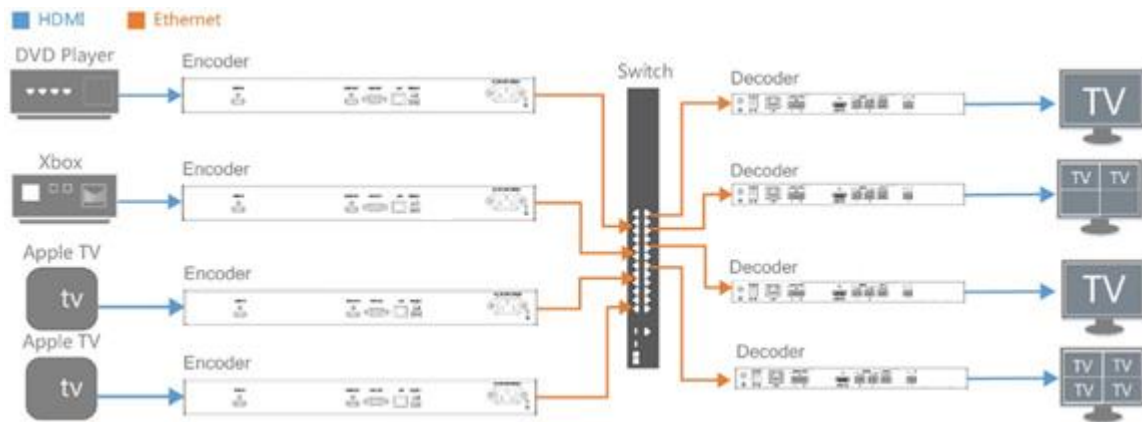 HDMI Ethernet
DVD Player
Encoder
Switch
Decoder
TV
Xbox
Encoder
Decoder
TV TV
Apple TV
tv
Encoder
Decoder
TV
Apple TV
tv
Encoder
Decoder
TV TV
TV TV